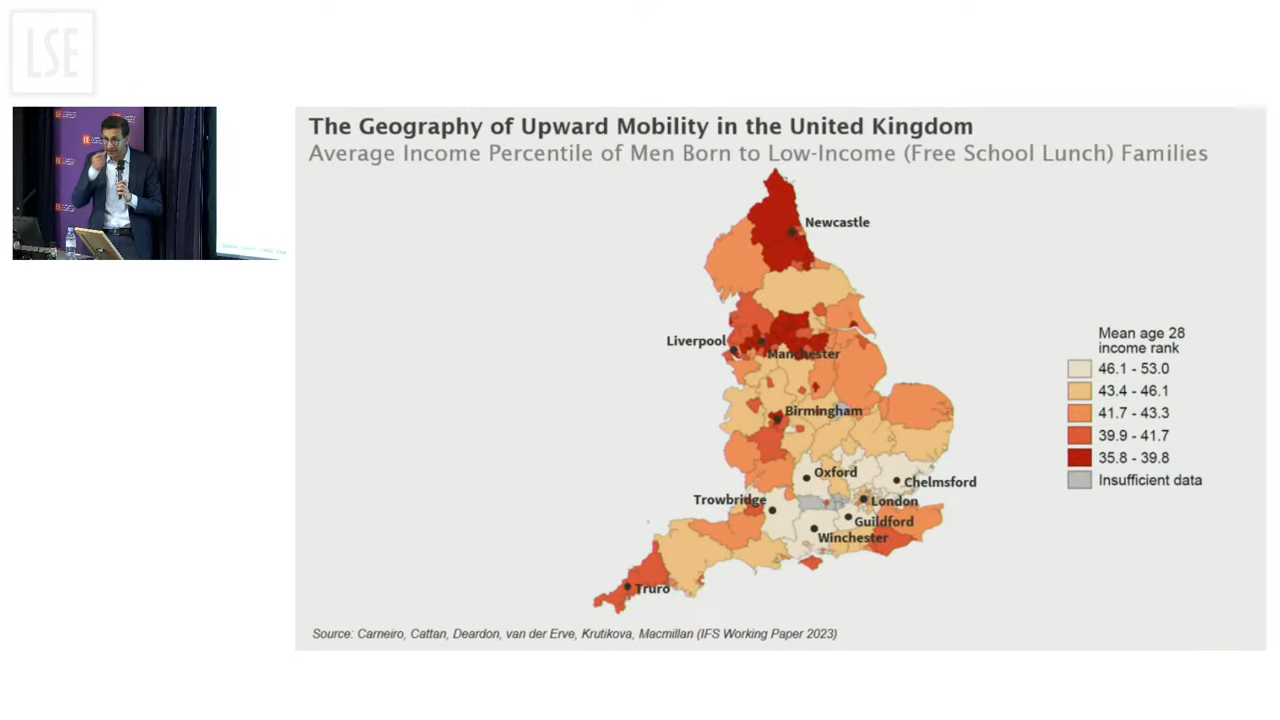 LSE
The Geography of Upward Mobility in the United Kingdom
Average Income Percentile of Men Born to Low-Income (Free School Lunch) Families
Newcastle
Liverpool
Manchester
Birmingham
Oxford
Chelmsford
Trowbridge
London
Guildford
Winchester
Truro
Mean age 28
income rank
46.1 - 53.0
43.4 - 46.1
41.7 - 43.3
39.9 - 41.7
35.8 - 39.8
Insufficient data
Source: Carneiro, Cattan, Deardon, van der Erve, Krutikova, Macmillan (IFS Working Paper 2023)